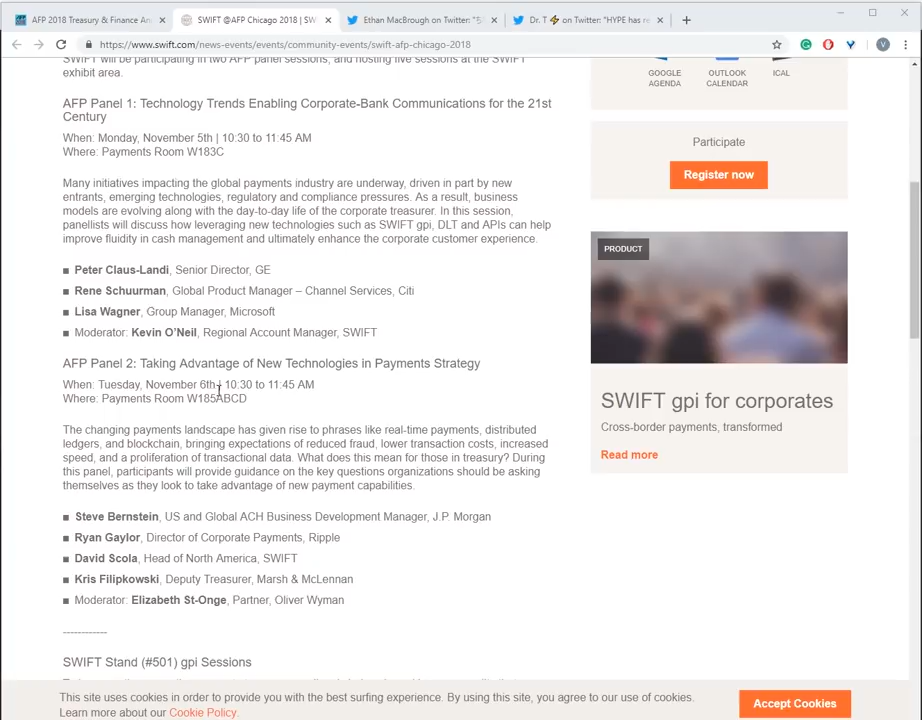 AFP 2018 Treasury & Finance An
SWIFT @AFP Chicago 2018 | SW
Ethan MacBrough on Twitter: "5
Dr. T ⚡ on Twitter: "HYPE has re
https://www.swift.com/news-events/events/community-events/swift-afp-chicago-2018
V
SWIFT will be participating in two AFP panel sessions, and hosting live sessions at the SWIFT
exhibit area.
AFP Panel 1: Technology Trends Enabling Corporate-Bank Communications for the 21st
Century
When: Monday, November 5th | 10:30 to 11:45 AM
Where: Payments Room W183C
Many initiatives impacting the global payments industry are underway, driven in part by new
entrants, emerging technologies, regulatory and compliance pressures. As a result, business
models are evolving along with the day-to-day life of the corporate treasurer. In this session,
panellists will discuss how leveraging new technologies such as SWIFT gpi, DLT and APIs can help
improve fluidity in cash management and ultimately enhance the corporate customer experience.
■ Peter Claus-Landi, Senior Director, GE
■ Rene Schuurman, Global Product Manager – Channel Services, Citi
■ Lisa Wagner, Group Manager, Microsoft
■ Moderator: Kevin O'Neil, Regional Account Manager, SWIFT
AFP Panel 2: Taking Advantage of New Technologies in Payments Strategy
When: Tuesday, November 6th | 10:30 to 11:45 AM
Where: Payments Room W185ABCD
The changing payments landscape has given rise to phrases like real-time payments, distributed
ledgers, and blockchain, bringing expectations of reduced fraud, lower transaction costs, increased
speed, and a proliferation of transactional data. What does this mean for those in treasury? During
this panel, participants will provide guidance on the key questions organizations should be asking
themselves as they look to take advantage of new payment capabilities.
■ Steve Bernstein, US and Global ACH Business Development Manager, J.P. Morgan
■ Ryan Gaylor, Director of Corporate Payments, Ripple
■ David Scola, Head of North America, SWIFT
■ Kris Filipkowski, Deputy Treasurer, Marsh & McLennan
■ Moderator: Elizabeth St-Onge, Partner, Oliver Wyman
------------
SWIFT Stand (#501) gpi Sessions
GOOGLE AGENDA
OUTLOOK CALENDAR
ICAL
Participate
Register now
PRODUCT
SWIFT gpi for corporates
Cross-border payments, transformed
Read more
This site uses cookies in order to provide you with the best surfing experience. By using this site, you agree to our use of cookies.
Learn more about our Cookie Policy.
Accept Cookies